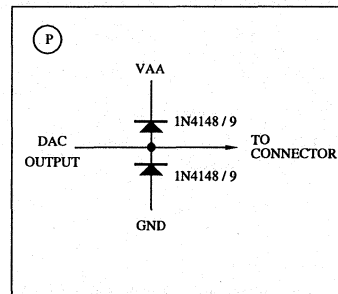 P
VAA
1N4148 / 9
DAC
OUTPUT
TO
CONNECTOR
1N4148 / 9
GND